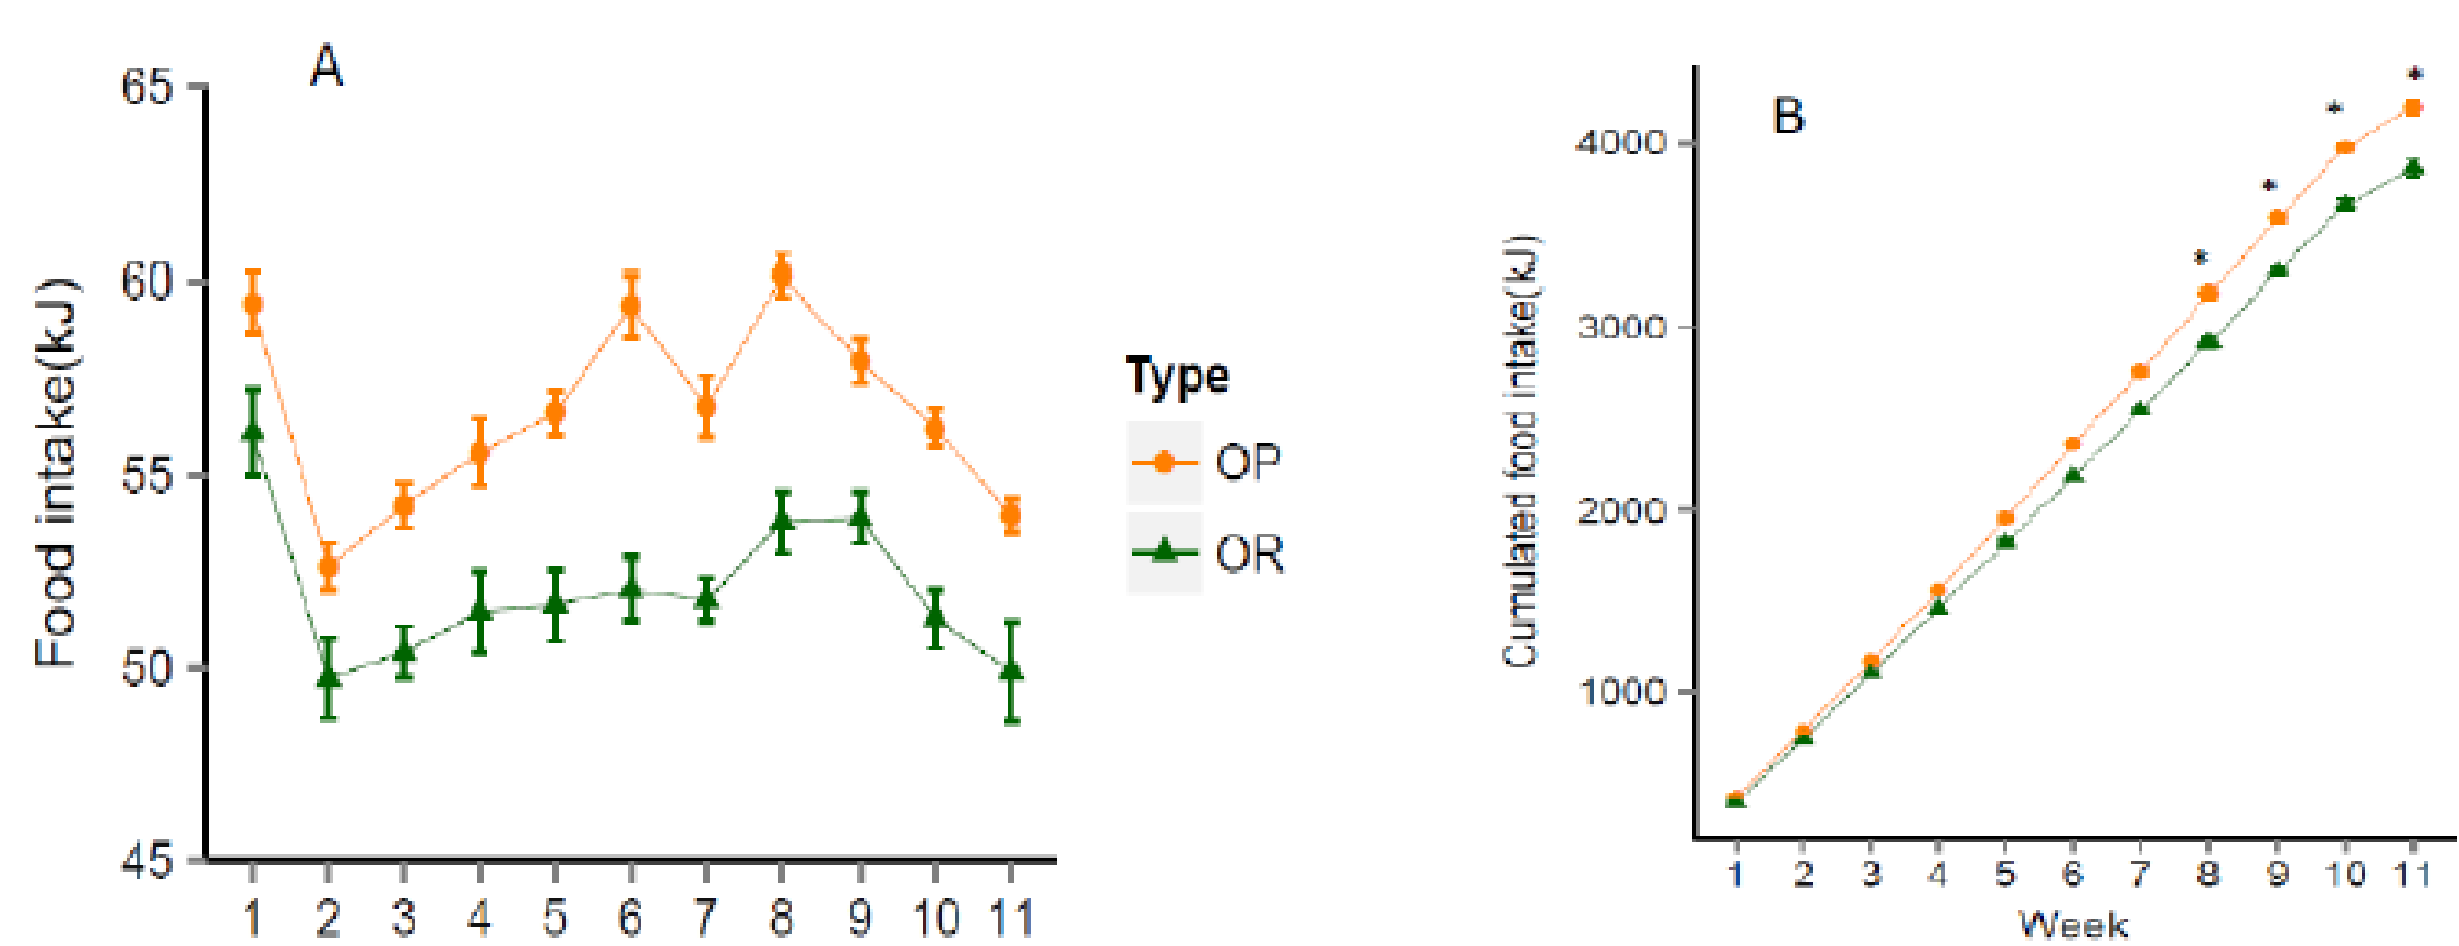 A
65
60
55
50
45
Food intake(kJ)
1 2 3 4 5 6 7 8 9 10 11
Type
OP
OR
B
4000
3000
2000
1000
Cumulated food intake(kJ)
* * * *
1 2 3 4 5 6 7 8 9 10 11
Week